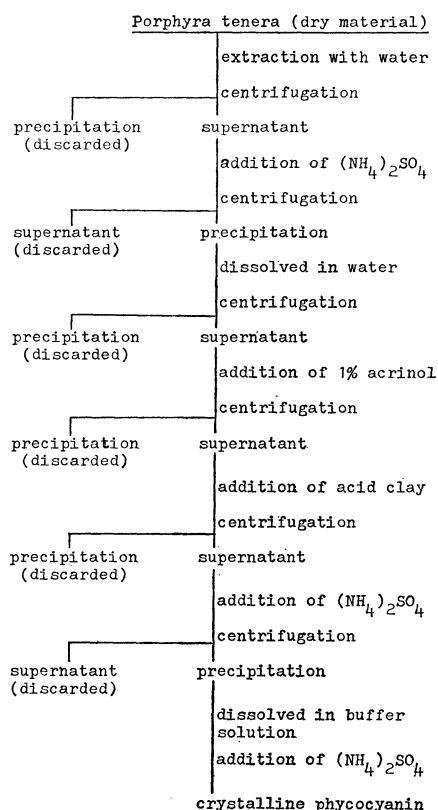 Porphyra tenera (dry material)
extraction with water
centrifugation
precipitation supernatant
(discarded)
addition of (NH4)2SO4
centrifugation
supernatant precipitation
(discarded)
dissolved in water
centrifugation
precipitation supernatant
(discarded)
addition of 1% acrinol
centrifugation
precipitation supernatant
(discarded)
addition of acid clay
centrifugation
precipitation supernatant
(discarded)
addition of (NH4)2SO4
centrifugation
supernatant precipitation
(discarded)
dissolved in buffer
solution
addition of (NH4)2SO4
crystalline phycocyanin